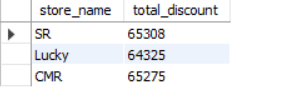 store_name total_discount
SR 65308
Lucky 64325
CMR 65275